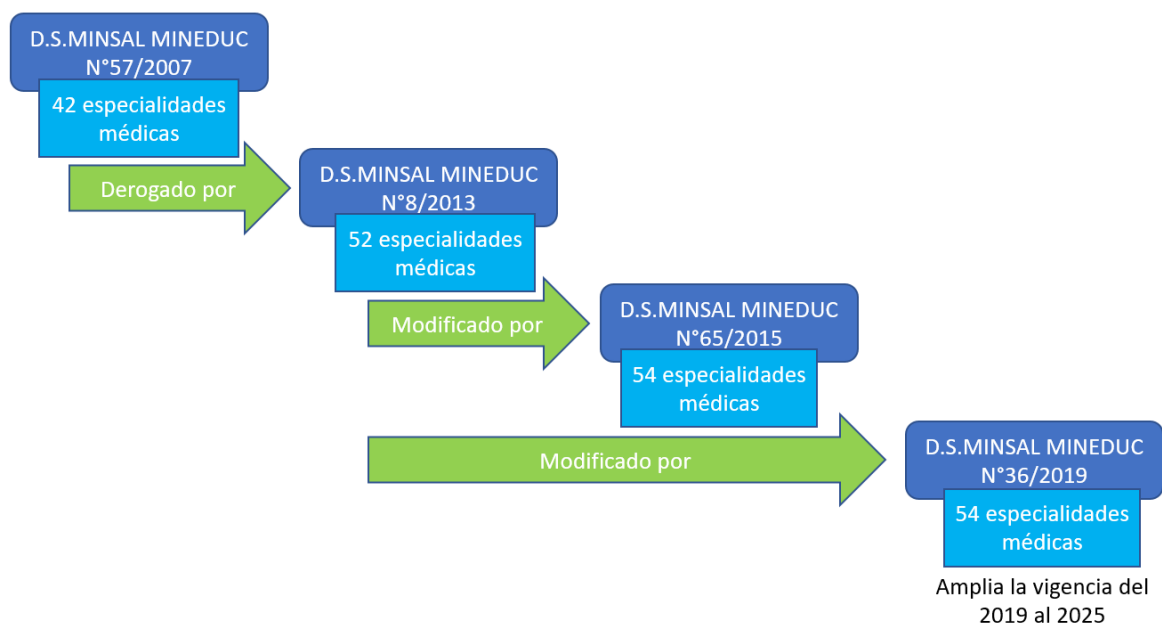 D.S.MINSAL MINEDUC
N°57/2007
42 especialidades
médicas
Derogado por
D.S.MINSAL MINEDUC
N°8/2013
52 especialidades
médicas
Modificado por
D.S.MINSAL MINEDUC
N°65/2015
54 especialidades
médicas
Modificado por
D.S.MINSAL MINEDUC
N°36/2019
54 especialidades
médicas
Amplia la vigencia del
2019 al 2025